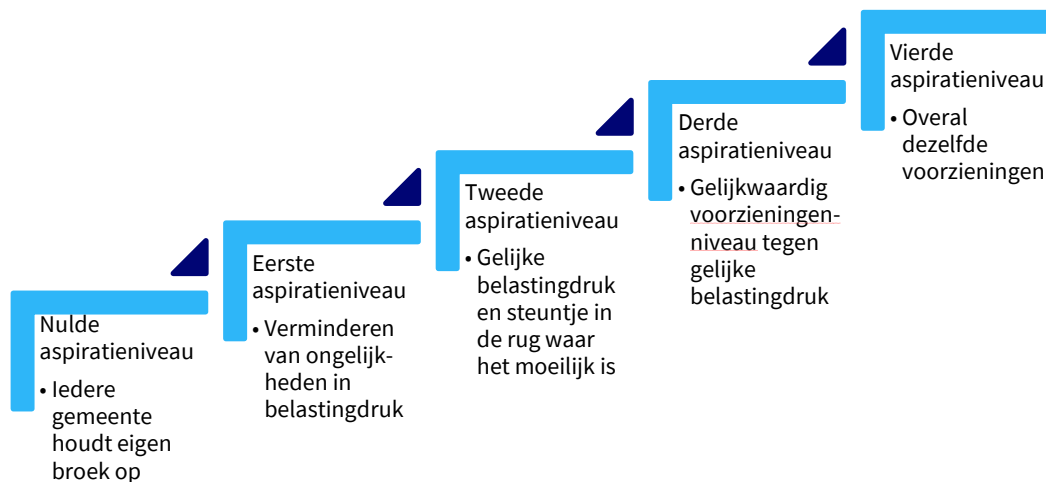 Nulde
aspiratieniveau
• Iedere
gemeente
houdt eigen
broek op
Eerste
aspiratieniveau
• Verminderen
van ongelijk-
heden in
belastingdruk
Tweede
aspiratieniveau
• Gelijke
belastingdruk
en steuntje in
de rug waar
het moeilijk is
Derde
aspiratieniveau
• Gelijkwaardig
voorzieningen-
niveau tegen
gelijke
belastingdruk
Vierde
aspiratieniveau
• Overal
dezelfde
voorzieningen